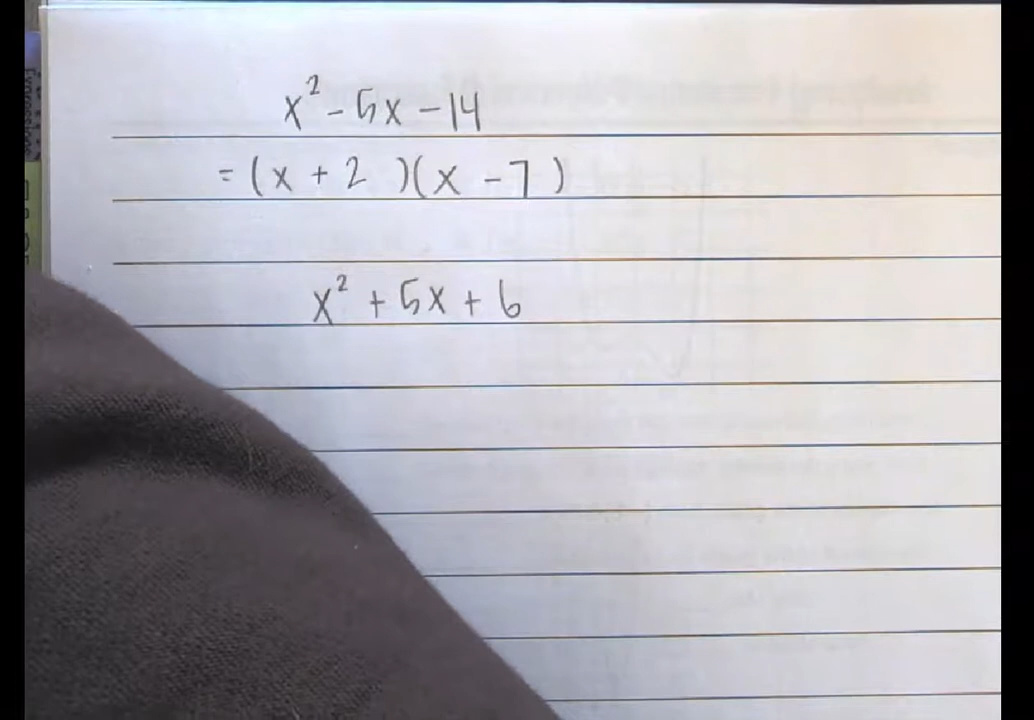 x² - 5x - 14
= (x + 2 )(x - 7 )
x² + 5x + 6